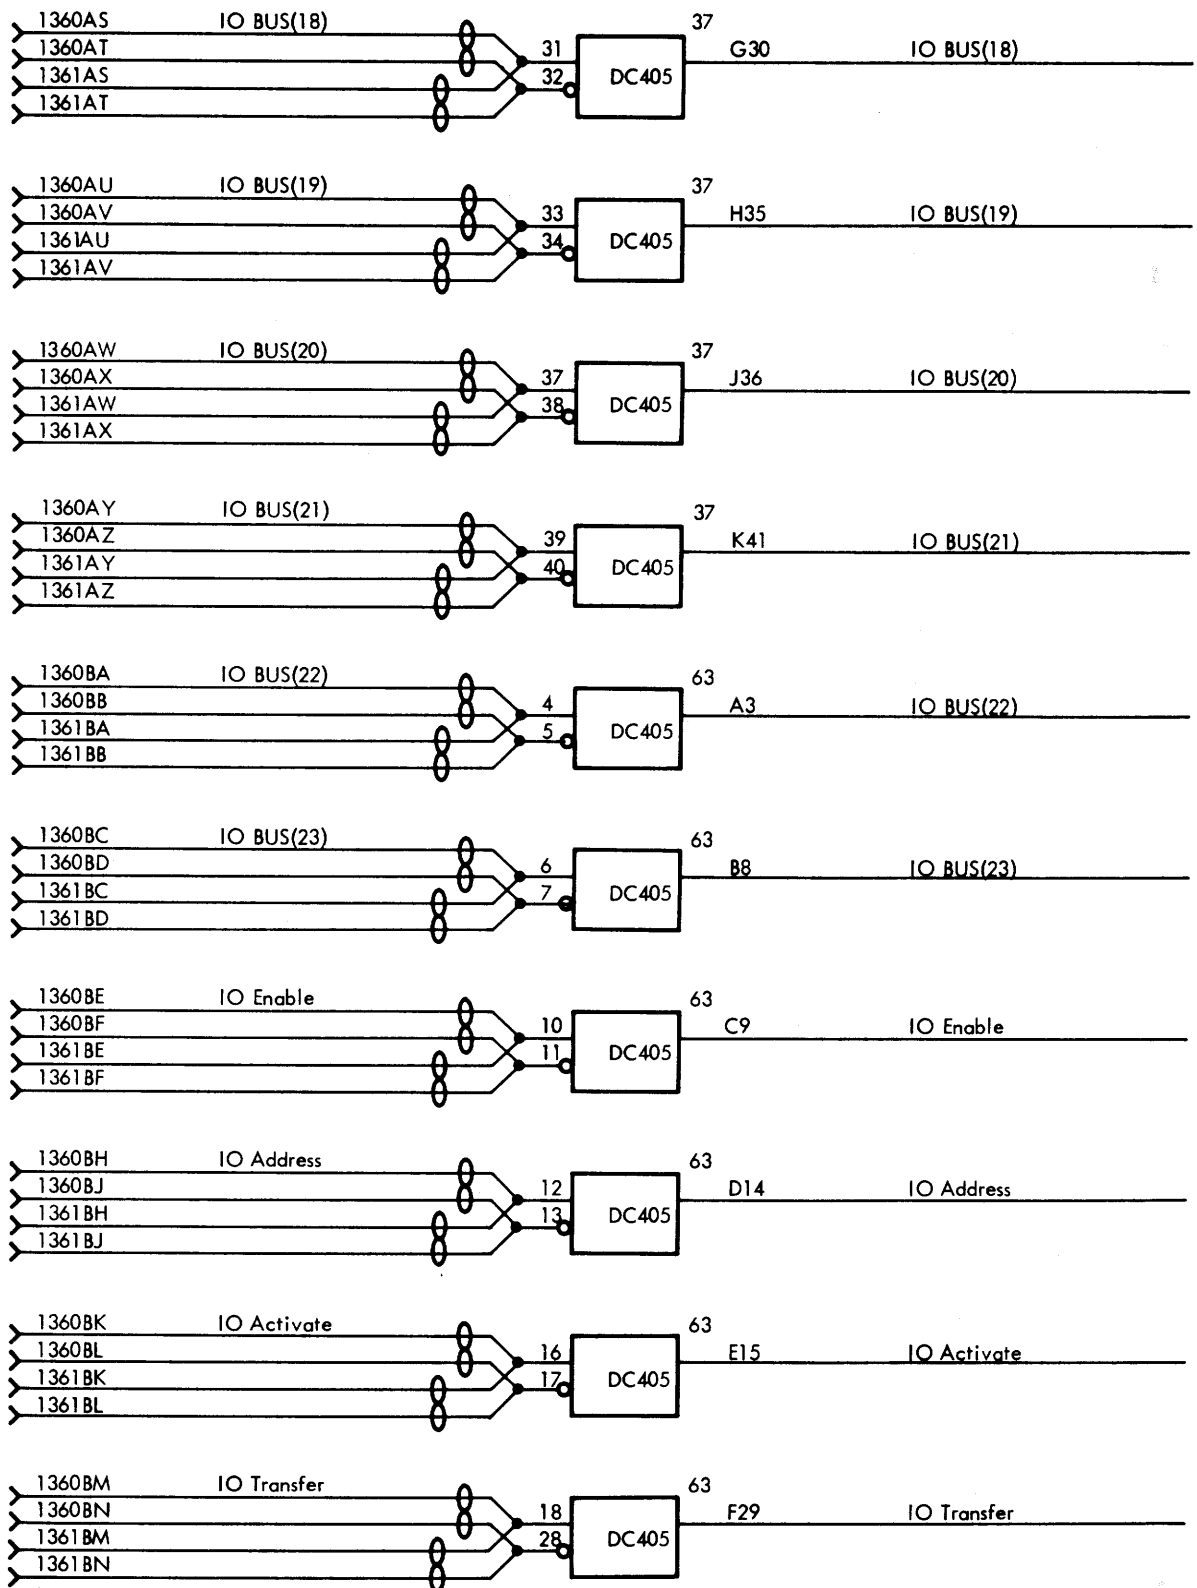 1360AS IO BUS(18) 37
1360AT 31 G30 IO BUS(18)
1361AS 32 DC405
1361AT
1360AU IO BUS(19) 37
1360AV 33 H35 IO BUS(19)
1361AU 34 DC405
1361AV
1360AW IO BUS(20) 37
1360AX 37 J36 IO BUS(20)
1361AW 38 DC405
1361AX
1360AY IO BUS(21) 37
1360AZ 39 K41 IO BUS(21)
1361AY 40 DC405
1361AZ
1360BA IO BUS(22) 63
1360BB 4 A3 IO BUS(22)
1361BA 5 DC405
1361BB
1360BC IO BUS(23) 63
1360BD 6 B8 IO BUS(23)
1361BC 7 DC405
1361BD
1360BE IO Enable 63
1360BF 10 C9 IO Enable
1361BE 11 DC405
1361BF
1360BH IO Address 63
1360BJ 12 D14 IO Address
1361BH 13 DC405
1361BJ
1360BK IO Activate 63
1360BL 16 E15 IO Activate
1361BK 17 DC405
1361BL
1360BM IO Transfer 63
1360BN 18 F29 IO Transfer
1361BM 28 DC405
1361BN